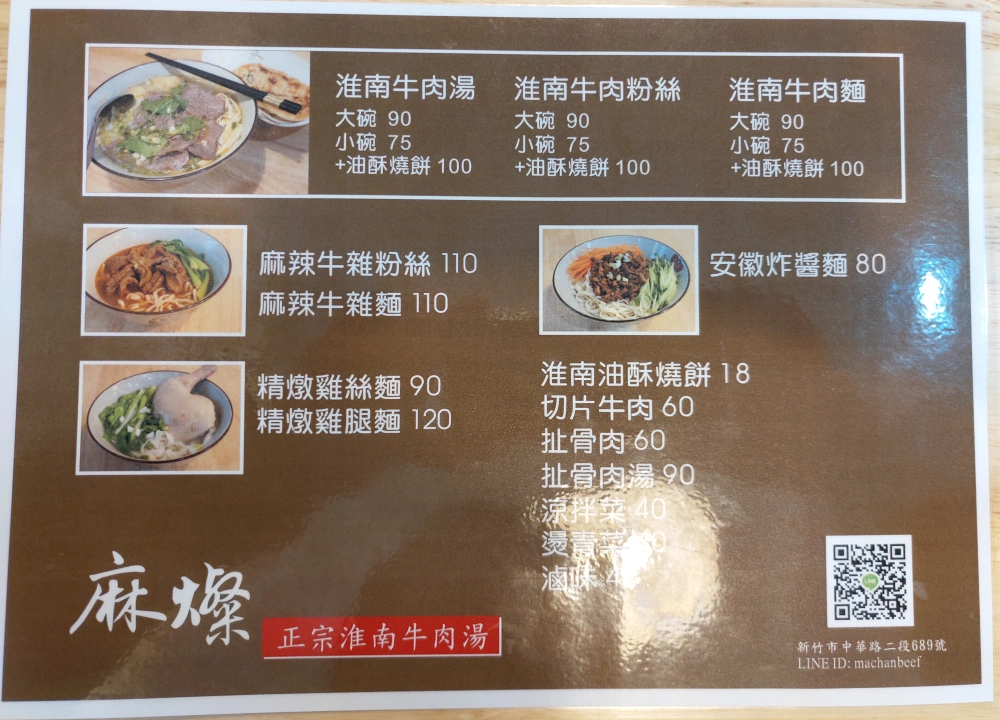 淮南牛肉湯
大碗 90
小碗 75
+油酥燒餅 100
淮南牛肉粉絲
大碗 90
小碗 75
+油酥燒餅 100
淮南牛肉麵
大碗 90
小碗 75
+油酥燒餅 100
麻辣牛雜粉絲 110
麻辣牛雜麵 110
安徽炸醬麵 80
精燉雞絲麵 90
精燉雞腿麵 120
淮南油酥燒餅 18
切片牛肉 60
扯骨肉 60
扯骨肉湯 90
涼拌菜 40
燙青菜
滷味
麻燦
正宗淮南牛肉湯
新竹市中華路二段689號
LINE ID: machanbeef